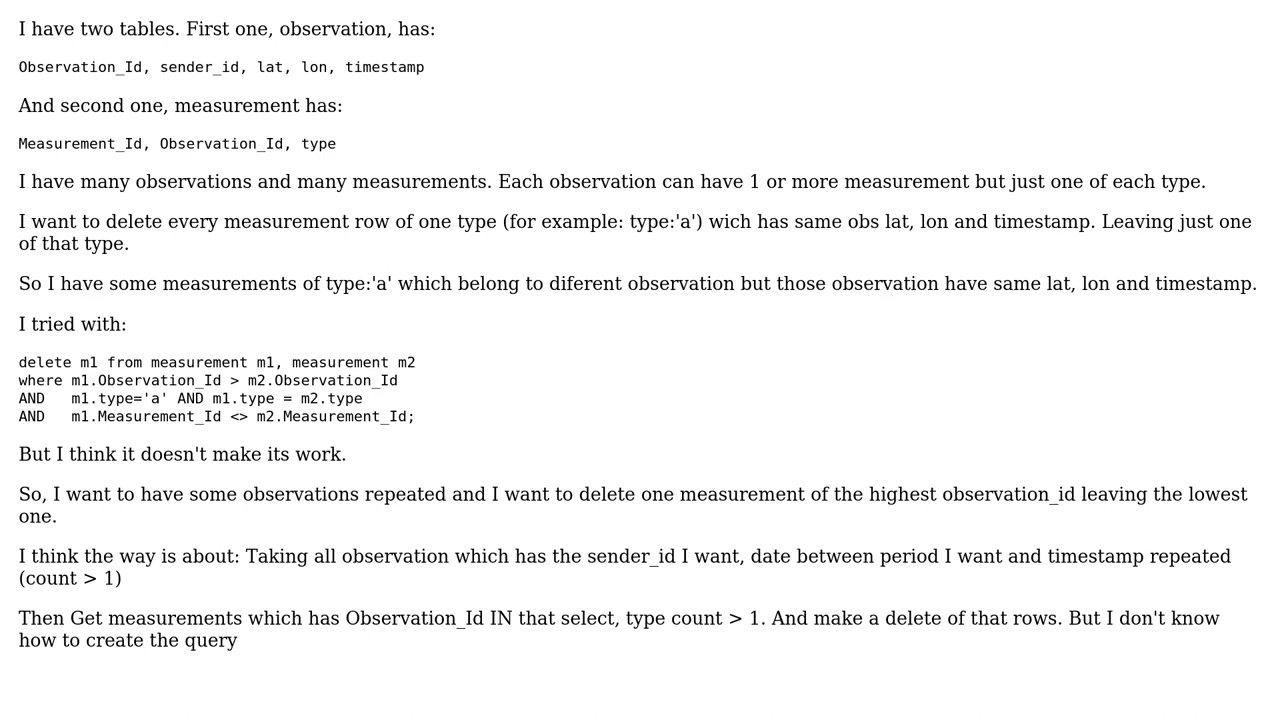 I have two tables. First one, observation, has:
Observation_Id, sender_id, lat, lon, timestamp
And second one, measurement has:
Measurement_Id, Observation_Id, type
I have many observations and many measurements. Each observation can have 1 or more measurement but just one of each type.
I want to delete every measurement row of one type (for example: type:'a') wich has same obs lat, lon and timestamp. Leaving just one
of that type.
So I have some measurements of type:'a' which belong to diferent observation but those observation have same lat, lon and timestamp.
I tried with:
delete m1 from measurement m1, measurement m2
where m1.Observation_Id > m2.Observation_Id
AND   m1.type='a' AND m1.type = m2.type
AND   m1.Measurement_Id <> m2.Measurement_Id;
But I think it doesn't make its work.
So, I want to have some observations repeated and I want to delete one measurement of the highest observation_id leaving the lowest
one.
I think the way is about: Taking all observation which has the sender_id I want, date between period I want and timestamp repeated
(count > 1)
Then Get measurements which has Observation_Id IN that select, type count > 1. And make a delete of that rows. But I don't know
how to create the query